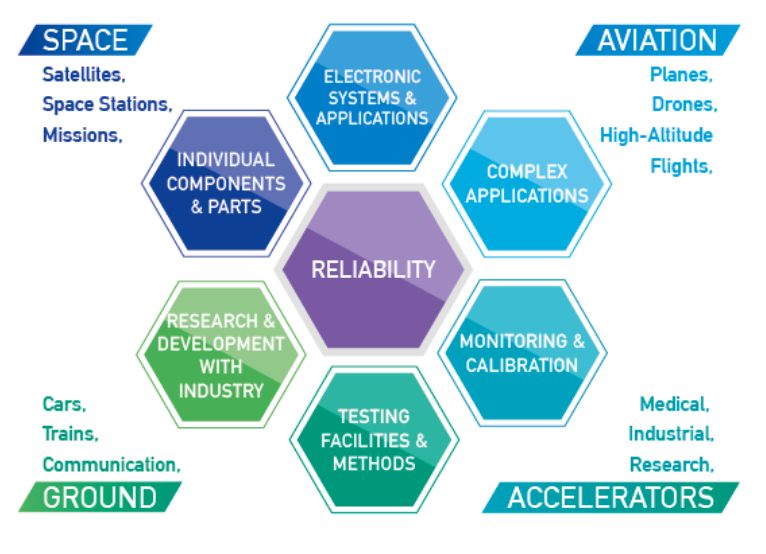 SPACE
Satellites,
Space Stations,
Missions,
AVIATION
Planes,
Drones,
High-Altitude
Flights,
ELECTRONIC
SYSTEMS &
APPLICATIONS
INDIVIDUAL
COMPONENTS
& PARTS
COMPLEX
APPLICATIONS
RELIABILITY
RESEARCH &
DEVELOPMENT
WITH
INDUSTRY
MONITORING &
CALIBRATION
TESTING
FACILITIES &
METHODS
Cars,
Trains,
Communication,
GROUND
Medical,
Industrial,
Research,
ACCELERATORS